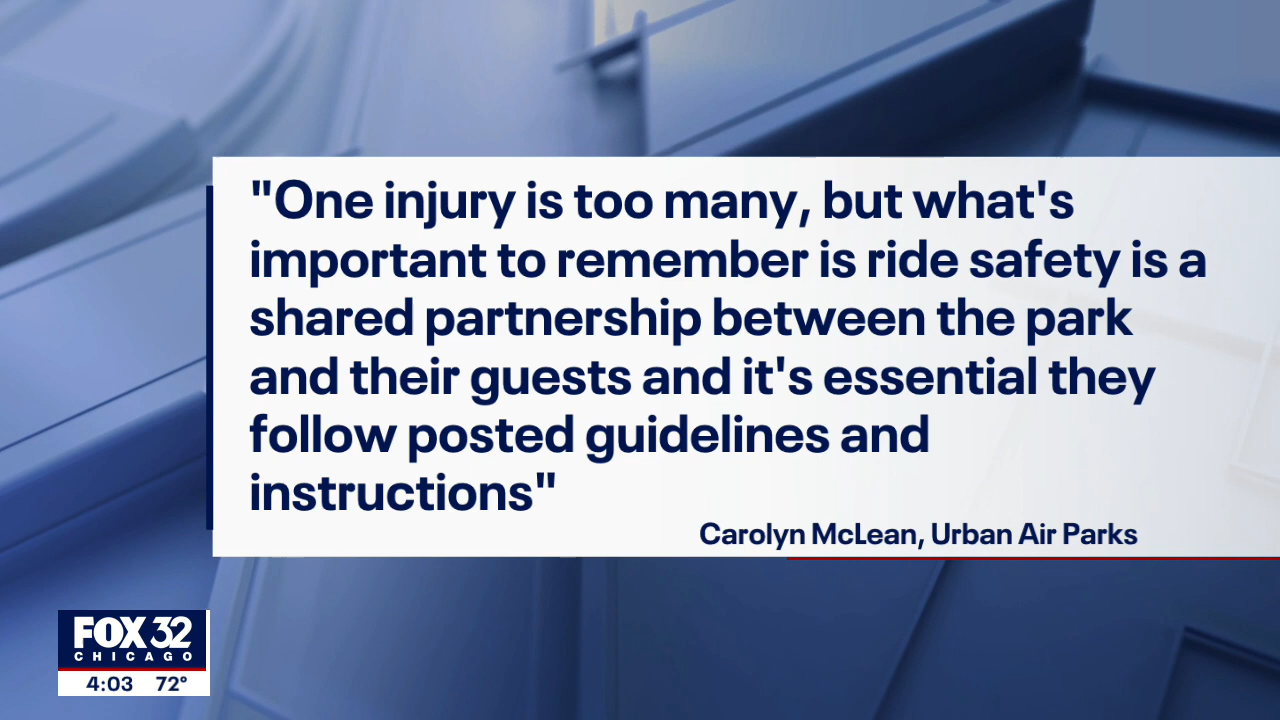 "One injury is too many, but what's
important to remember is ride safety is a
shared partnership between the park
and their guests and it's essential they
follow posted guidelines and
instructions"
Carolyn McLean, Urban Air Parks
FOX 32
CHICAGO
4:03 72°